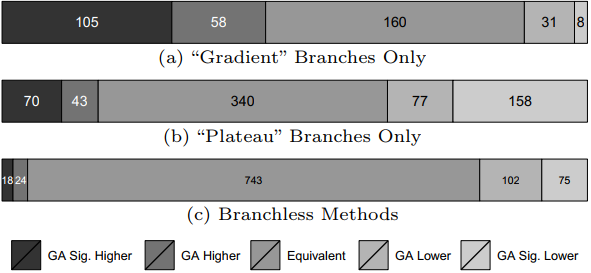 105 58 160 31 8
(a) “Gradient” Branches Only
70 43 340 77 158
(b) “Plateau” Branches Only
18 24 743 102 75
(c) Branchless Methods
GA Sig. Higher GA Higher Equivalent GA Lower GA Sig. Lower